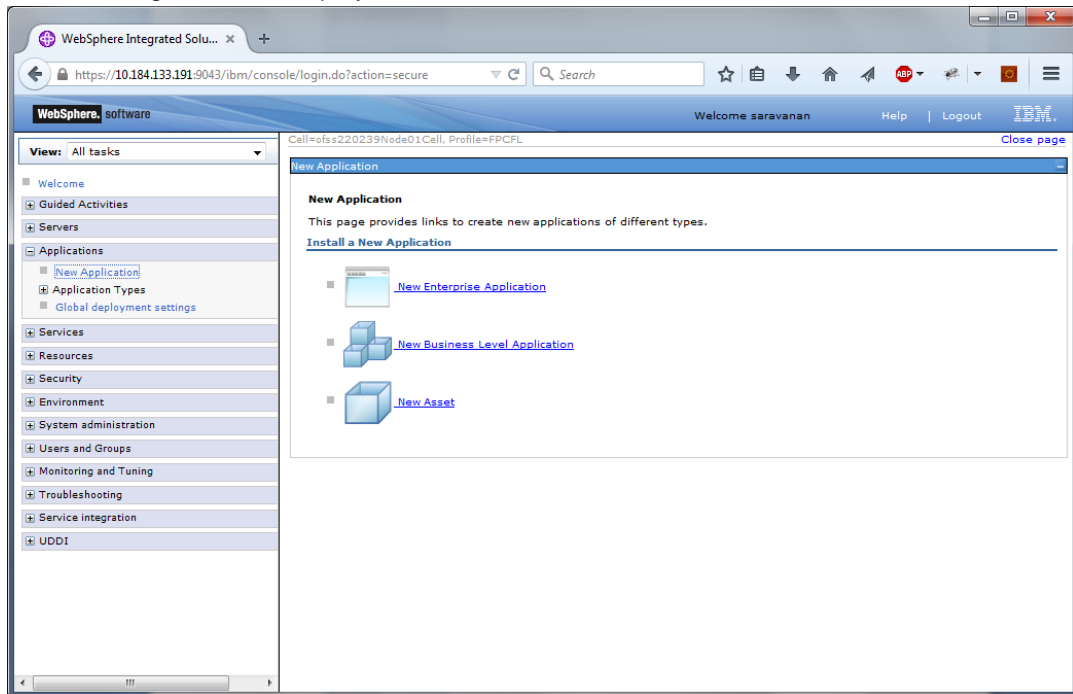 WebSphere Integrated Solu...
https://10.184.133.191:9043/ibm/console/login.do?action=secure
Search
ABP
WebSphere. software
Welcome saravanan
Help | Logout
IBM.
View: All tasks
Cell=ofss220239Node01Cell, Profile=FPCFL
Close page
Welcome
Guided Activities
Servers
Applications
New Application
Application Types
Global deployment settings
Services
Resources
Security
Environment
System administration
Users and Groups
Monitoring and Tuning
Troubleshooting
Service integration
UDDI
New Application
New Application
This page provides links to create new applications of different types.
Install a New Application
New Enterprise Application
New Business Level Application
New Asset